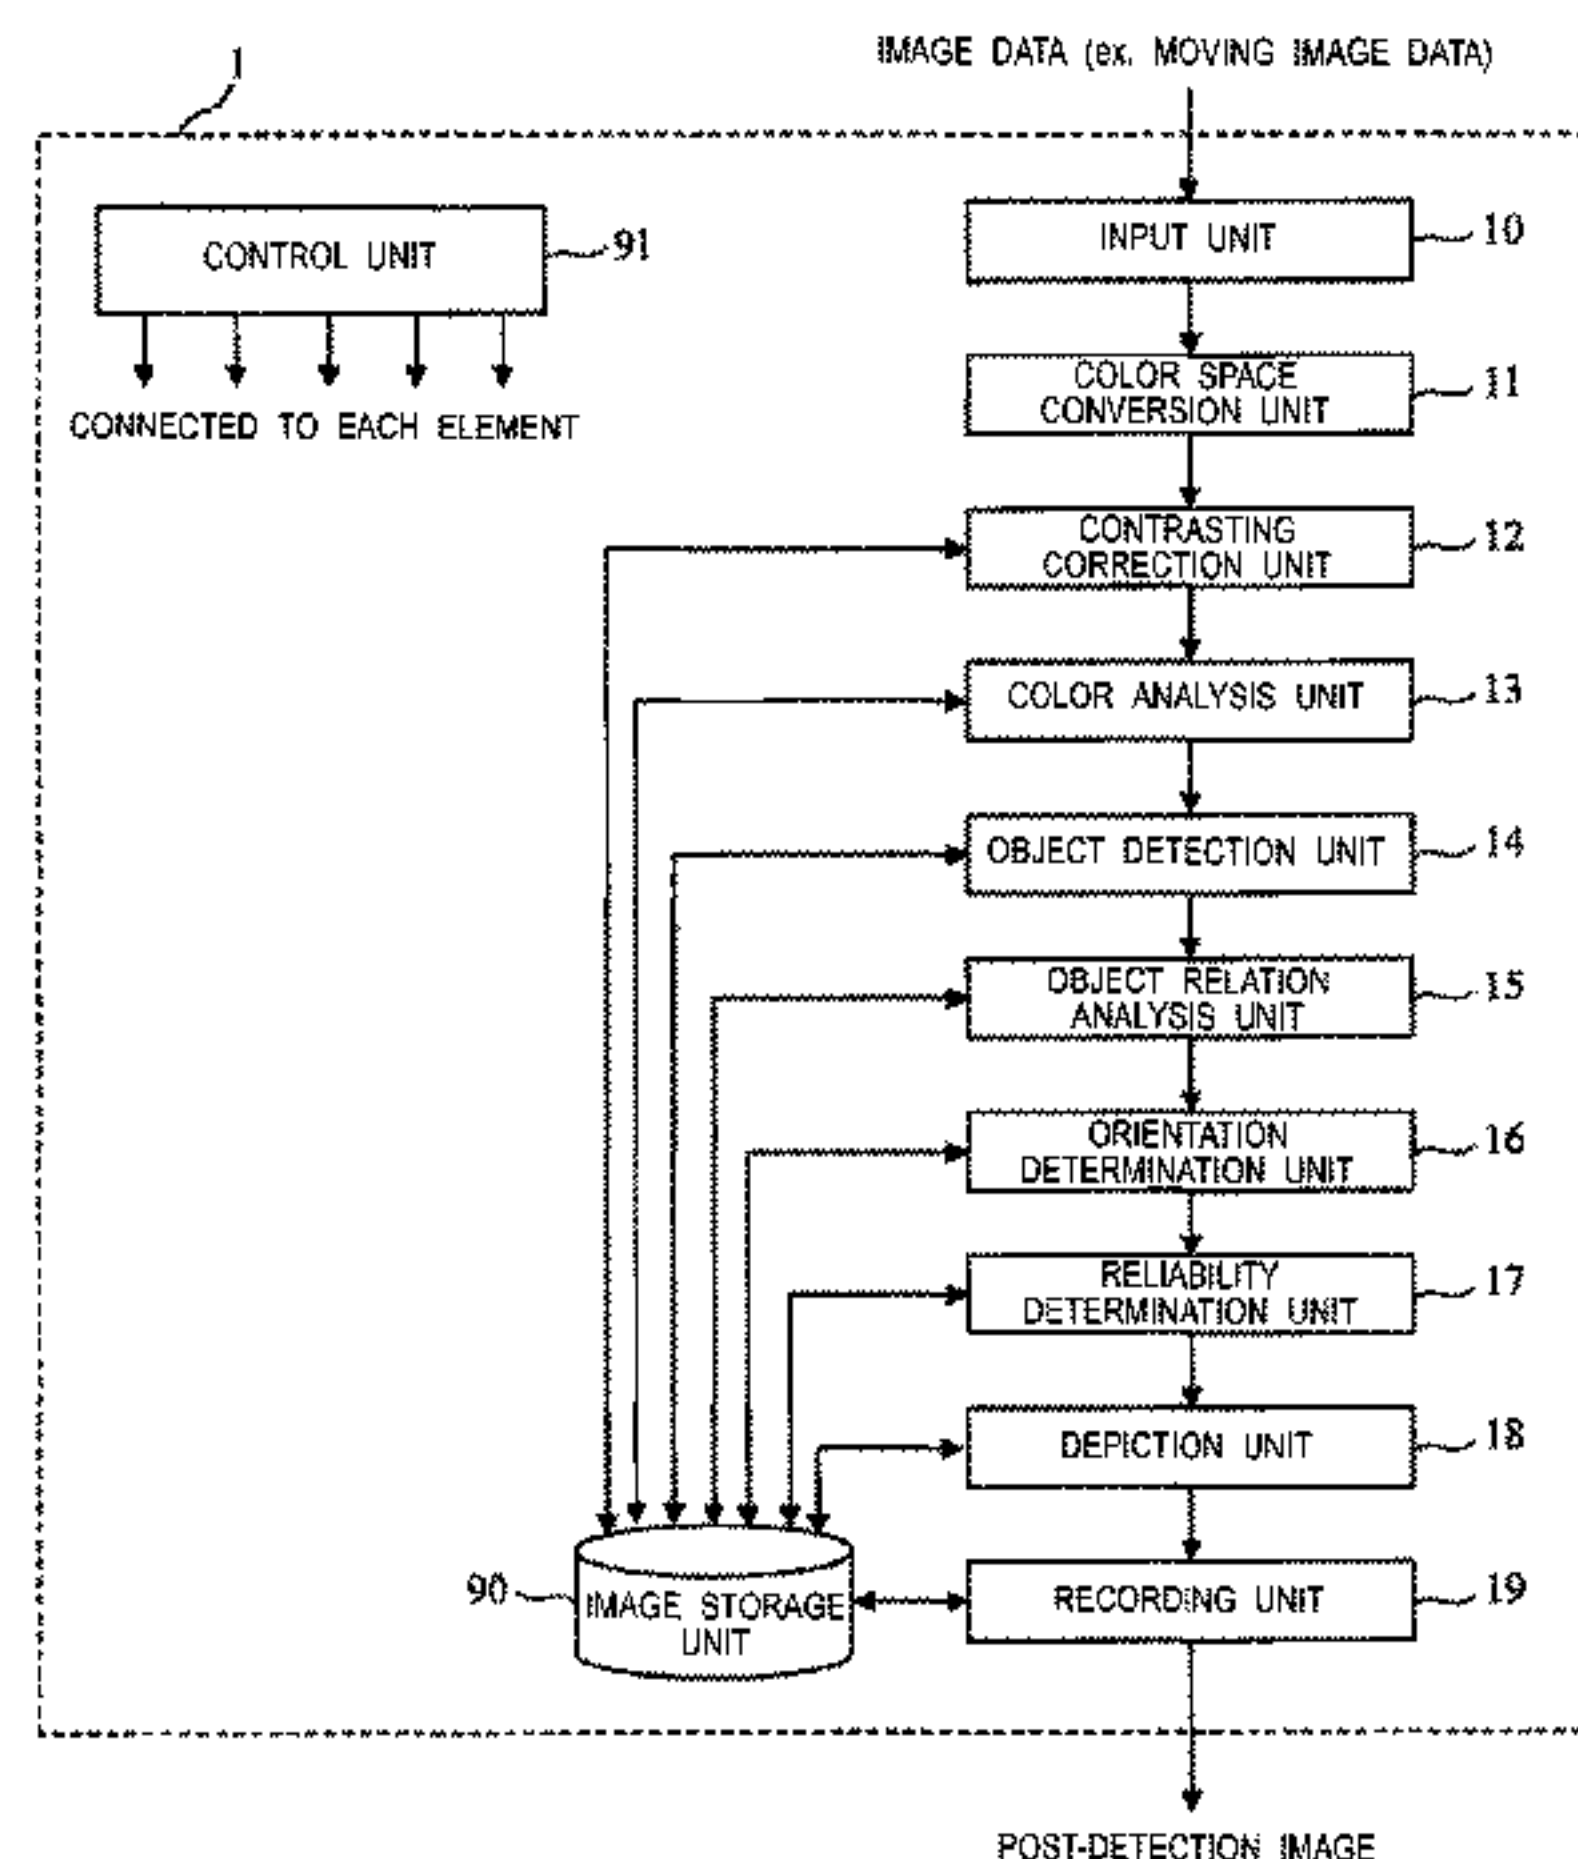 1
IMAGE DATA (ex. MOVING IMAGE DATA)
CONTROL UNIT
91
CONNECTED TO EACH ELEMENT
INPUT UNIT
10
COLOR SPACE
CONVERSION UNIT
11
CONTRASTING
CORRECTION UNIT
12
COLOR ANALYSIS UNIT
13
OBJECT DETECTION UNIT
14
OBJECT RELATION
ANALYSIS UNIT
15
ORIENTATION
DETERMINATION UNIT
16
RELIABILITY
DETERMINATION UNIT
17
DEPICTION UNIT
18
90
IMAGE STORAGE
UNIT
RECORDING UNIT
19
POST-DETECTION IMAGE